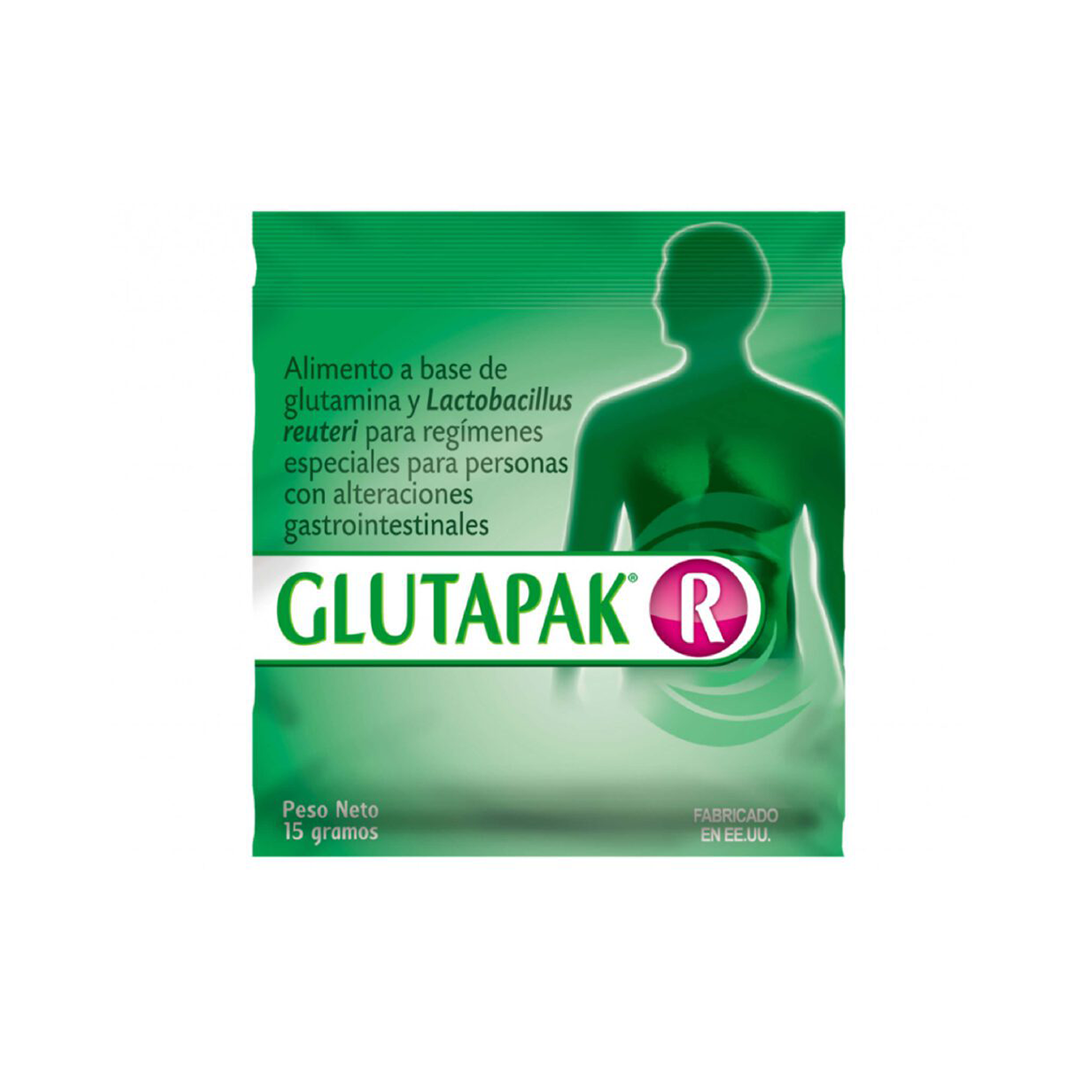 Alimento a base de
glutamina y Lactobacillus
reuteri para regímenes
especiales para personas
con alteraciones
gastrointestinales
GLUTAPAK® R
Peso Neto
15 gramos
FABRICADO
EN EE.UU.